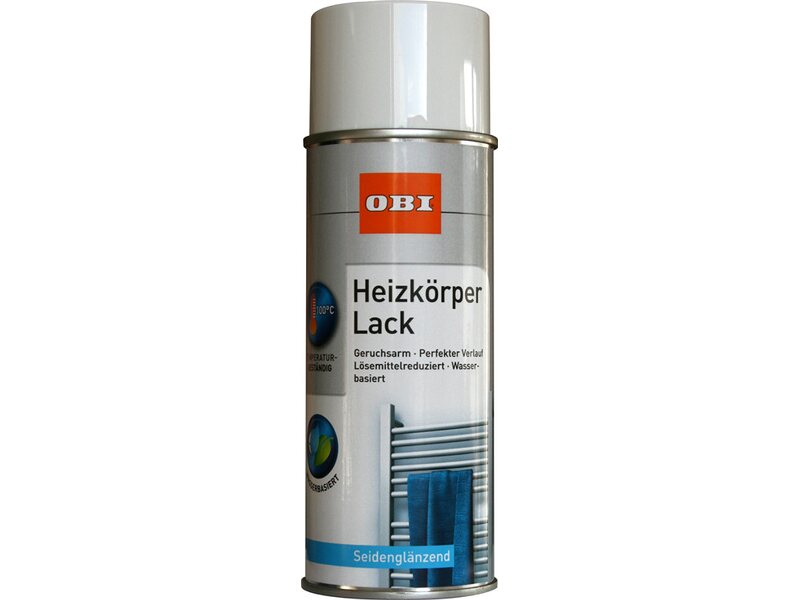 OBI
Heizkörper
Lack
Geruchsarm · Perfekter Verlauf
Lösemittelreduziert · Wasser-
basiert
100°C
Seidenglänzend